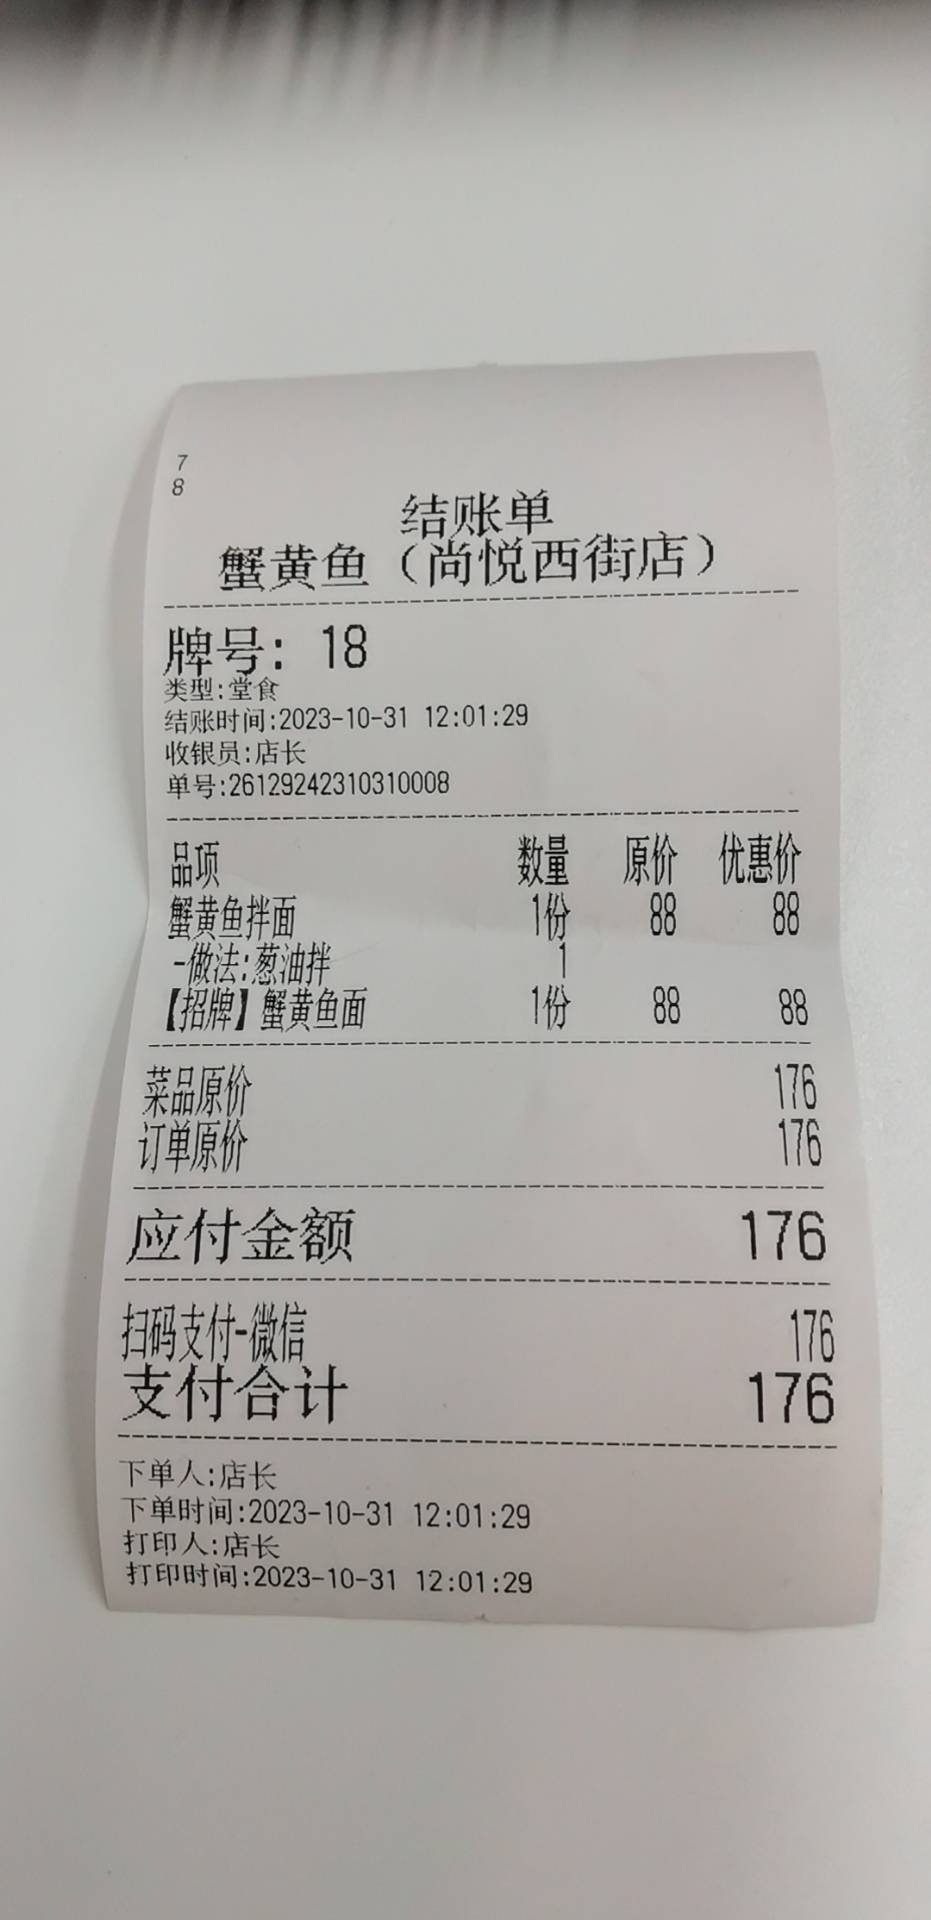 7
8
结账单
蟹黄鱼（尚悦西街店）
牌号: 18
类型:堂食
结账时间:2023-10-31 12:01:29
收银员:店长
单号:26129242310310008
品项 数量 原价 优惠价
蟹黄鱼拌面 1份 88 88
-做法:葱油拌 1
【招牌】蟹黄鱼面 1份 88 88
菜品原价 176
订单原价 176
应付金额 176
扫码支付-微信 176
支付合计 176
下单人:店长
下单时间:2023-10-31 12:01:29
打印人:店长
打印时间:2023-10-31 12:01:29